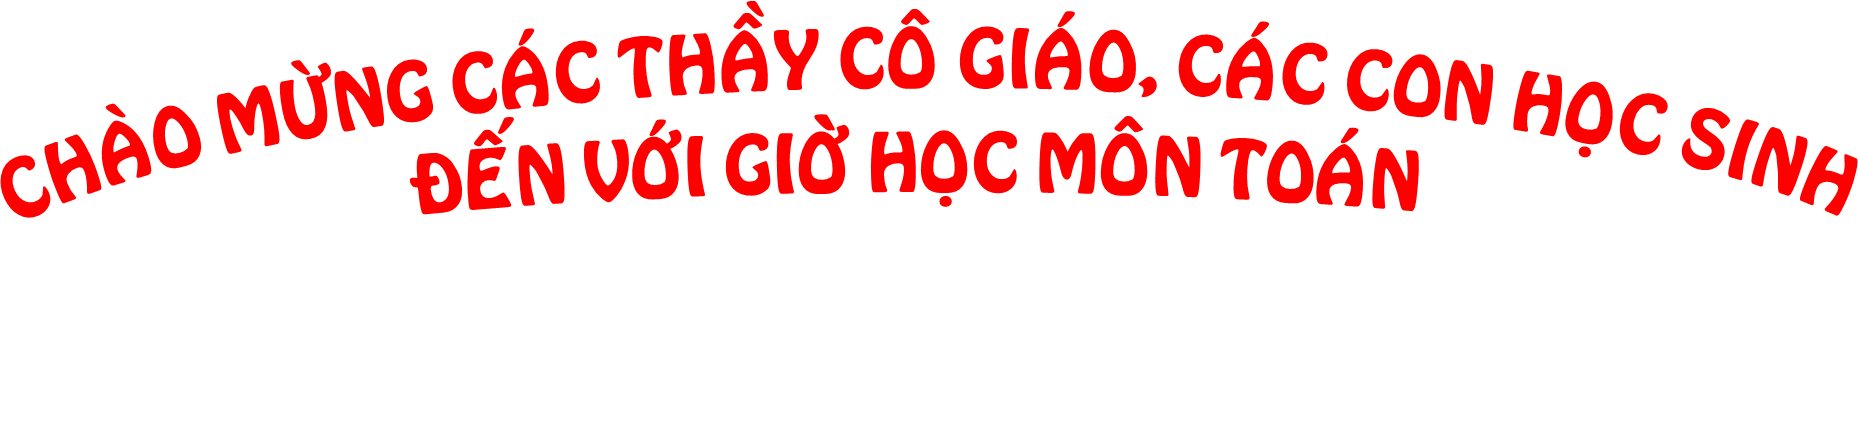 CHÀO MỪNG CÁC THẦY CÔ GIÁO, CÁC CON HỌC SINH
ĐẾN VỚI GIỜ HỌC MÔN TOÁN